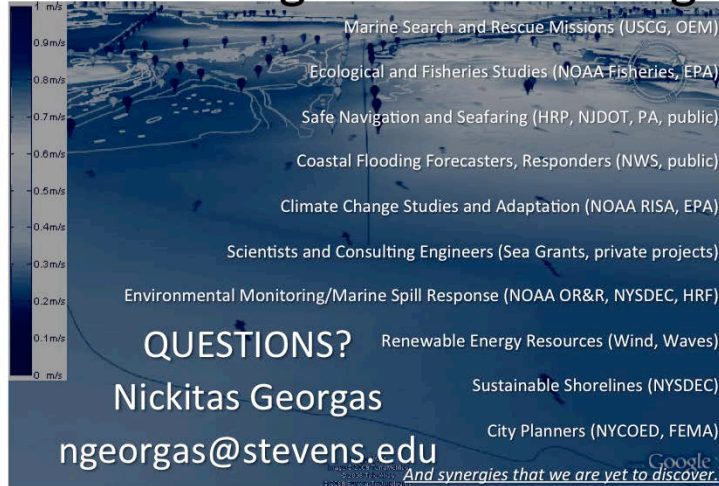 1 m/s
Marine Search and Rescue Missions (USCG, OEM)
0.9m/s
Ecological and Fisheries Studies (NOAA Fisheries, EPA)
0.8m/s
0.7m/s
Safe Navigation and Seafaring (HRP, NJDOT, PA, public)
0.6m/s
Coastal Flooding Forecasters, Responders (NWS, public)
0.5m/s
Climate Change Studies and Adaptation (NOAA RISA, EPA)
0.4m/s
Scientists and Consulting Engineers (Sea Grants, private projects)
0.3m/s
Environmental Monitoring/Marine Spill Response (NOAA OR&R, NYSDEC, HRF)
0.2m/s
0.1m/s
QUESTIONS?
Renewable Energy Resources (Wind, Waves)
0 m/s
Nickitas Georgas
Sustainable Shorelines (NYSDEC)
City Planners (NYCOED, FEMA)
ngeorgas@stevens.edu
Google
And synergies that we are yet to discover.